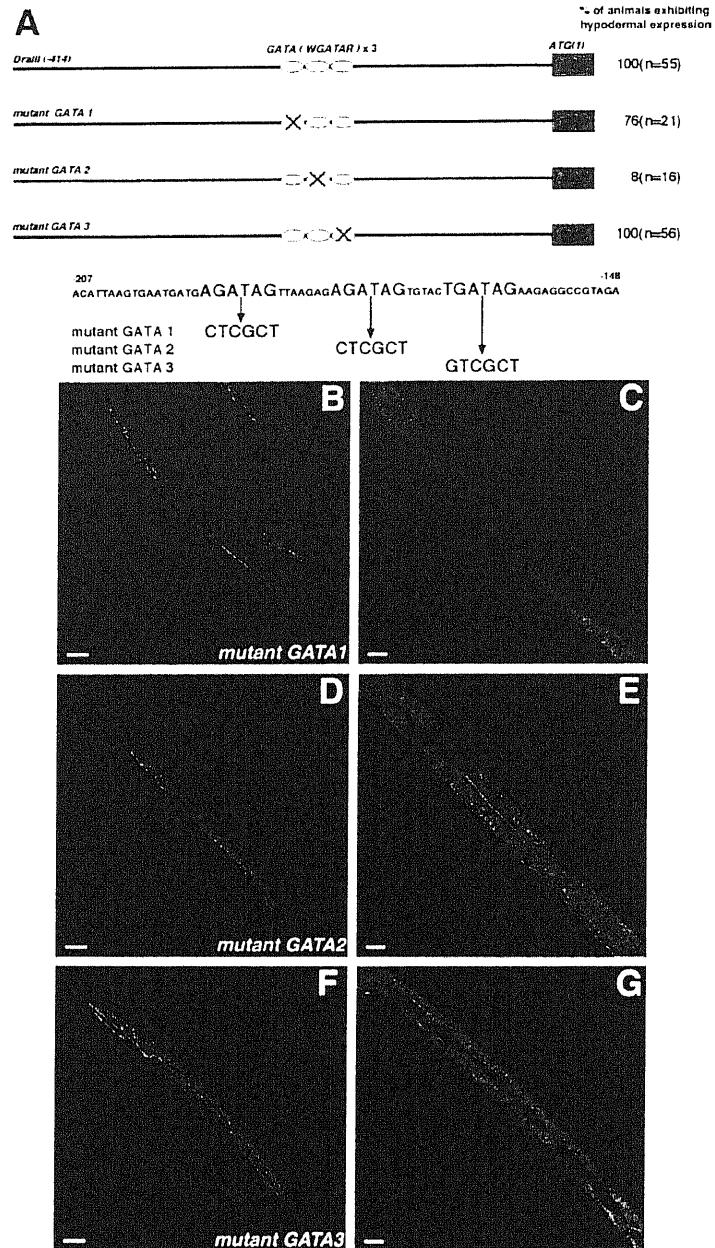 A
% of animals exhibiting
hypodermal expression
DraIII (-414)
GATA ( WGATAR ) x 3
ATG(1)
100(n=55)
mutant GATA 1
76(n=21)
mutant GATA 2
8(n=16)
mutant GATA 3
100(n=56)
-207
-148
ACATTAAGTGAATGATGAGATAGTTAAGAGAGATAGTGTACTGATAGAAGAGGCCGTAGA
mutant GATA 1
CTCGCT
mutant GATA 2
CTCGCT
mutant GATA 3
GTCGCT
B
mutant GATA1
C
D
mutant GATA2
E
F
mutant GATA3
G